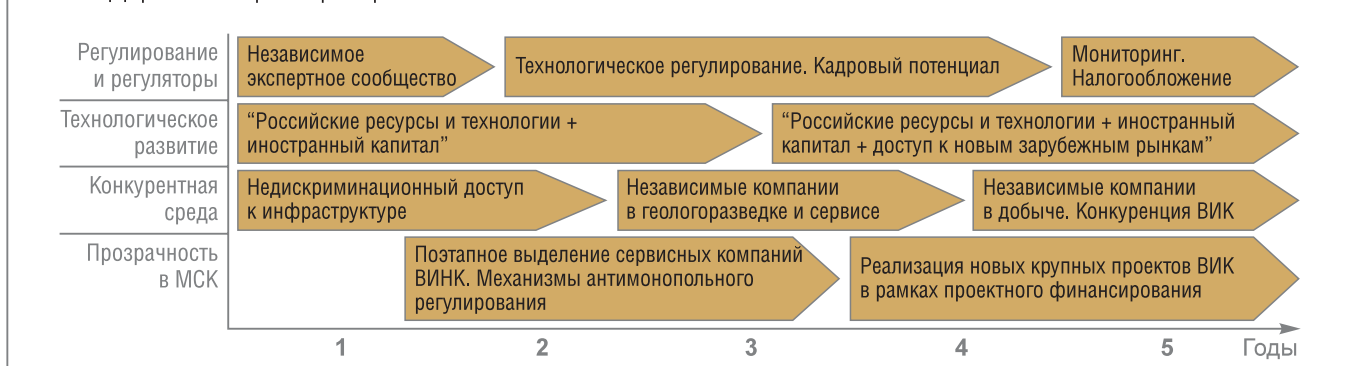 Регулирование
и регуляторы
Независимое
экспертное сообщество
Технологическое регулирование. Кадровый потенциал
Мониторинг.
Налогообложение
Технологическое
развитие
“Российские ресурсы и технологии +
иностранный капитал”
“Российские ресурсы и технологии + иностранный
капитал + доступ к новым зарубежным рынкам”
Конкурентная
среда
Недискриминационный доступ
к инфраструктуре
Независимые компании
в геологоразведке и сервисе
Независимые компании
в добыче. Конкуренция ВИК
Прозрачность
в МСК
Поэтапное выделение сервисных компаний
ВИНК. Механизмы антимонопольного
регулирования
Реализация новых крупных проектов ВИК
в рамках проектного финансирования
1 2 3 4 5 Годы